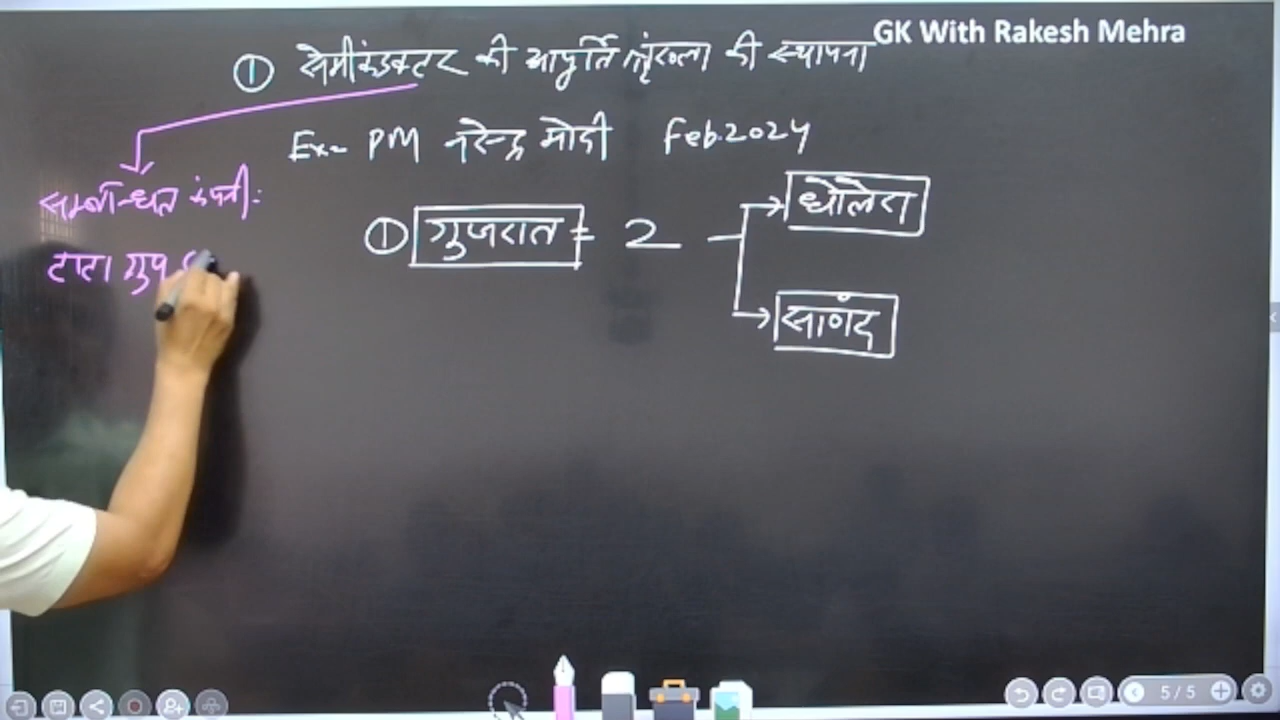 GK With Rakesh Mehra
① सेमीकंडक्टर की आपूर्ति श्रृंखला की स्थापना
Ex- PM नरेन्द्र मोदी Feb.2024
सम्बन्धित कंपनी:
टाटा ग्रुप
① गुजरात = 2
धोलेरा
साणंद
5/5